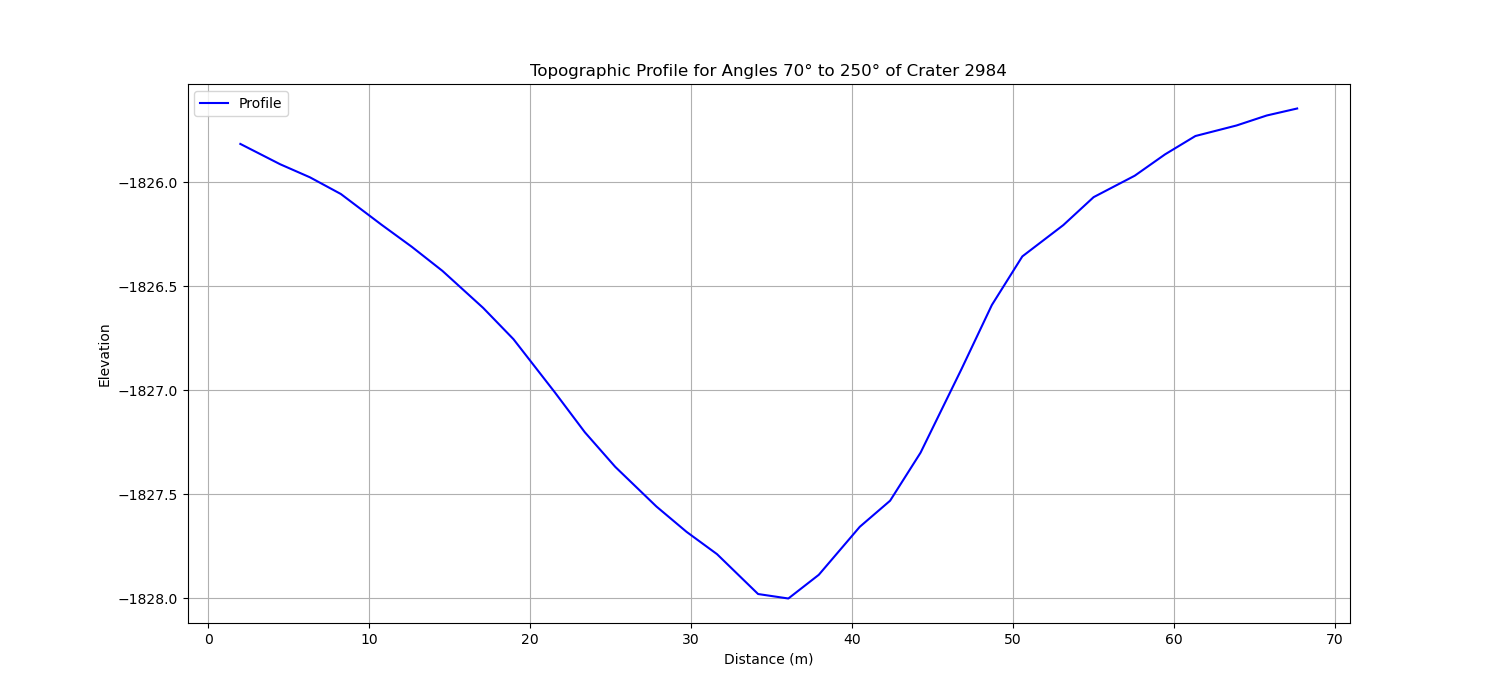 Topographic Profile for Angles 70° to 250° of Crater 2984
Profile
−1826.0
−1826.5
−1827.0
−1827.5
−1828.0
Elevation
0 10 20 30 40 50 60 70
Distance (m)